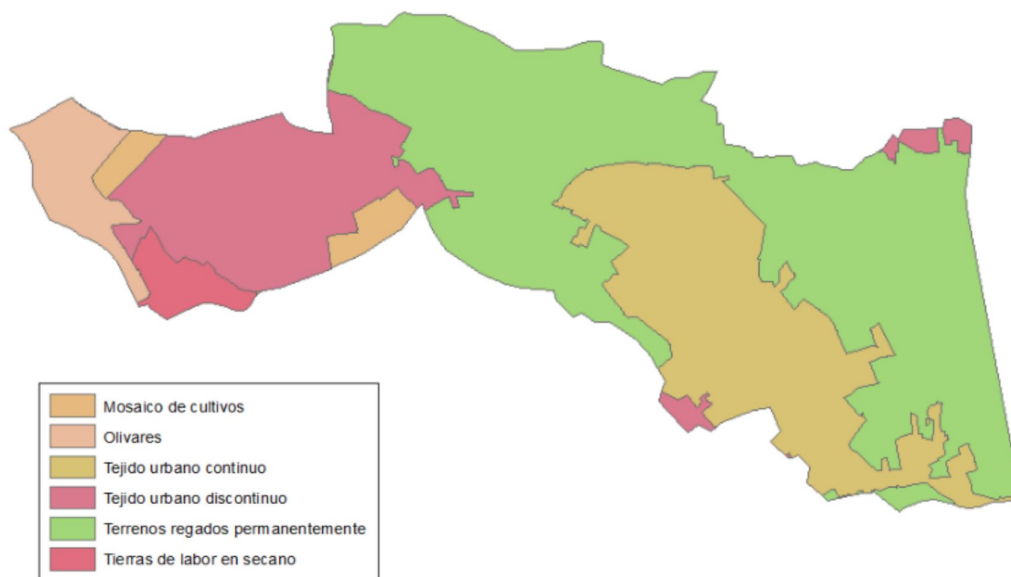 Mosaico de cultivos
Olivares
Tejido urbano continuo
Tejido urbano discontinuo
Terrenos regados permanentemente
Tierras de labor en secano